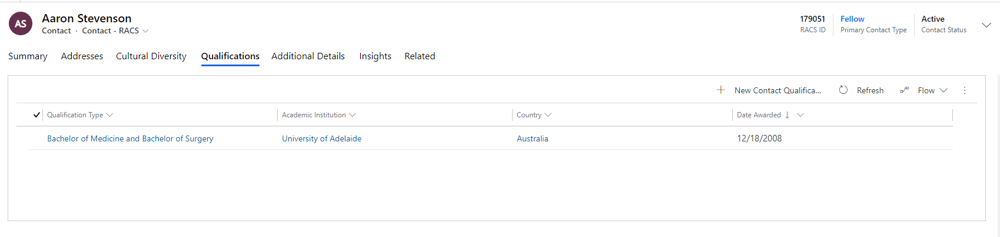 AS
Aaron Stevenson
Contact · Contact - RACS
179051
RACS ID
Fellow
Primary Contact Type
Active
Contact Status
Summary Addresses Cultural Diversity Qualifications Additional Details Insights Related
New Contact Qualifica... Refresh Flow
Qualification Type Academic Institution Country Date Awarded
Bachelor of Medicine and Bachelor of Surgery University of Adelaide Australia 12/18/2008